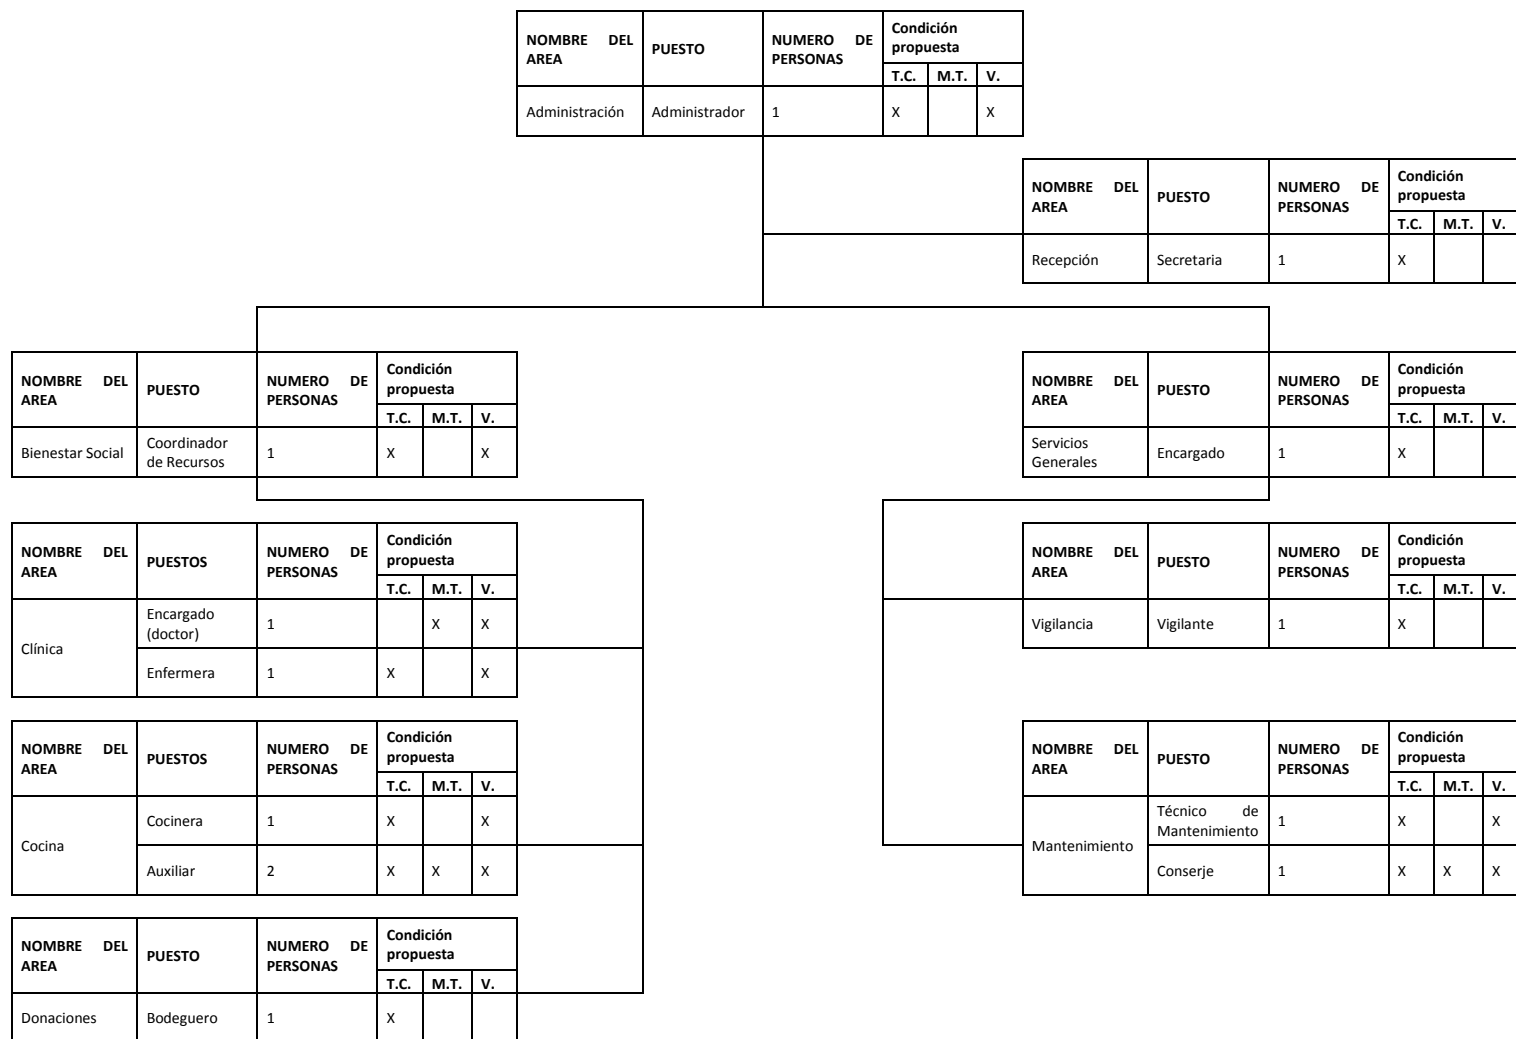 NOMBRE DEL AREA PUESTO NUMERO DE PERSONAS Condición propuesta
T.C. M.T. V.
Administración Administrador 1 X X
NOMBRE DEL AREA PUESTO NUMERO DE PERSONAS Condición propuesta
T.C. M.T. V.
Recepción Secretaria 1 X
NOMBRE DEL AREA PUESTO NUMERO DE PERSONAS Condición propuesta
T.C. M.T. V.
Bienestar Social Coordinador de Recursos 1 X X
NOMBRE DEL AREA PUESTO NUMERO DE PERSONAS Condición propuesta
T.C. M.T. V.
Servicios Generales Encargado 1 X
NOMBRE DEL AREA PUESTOS NUMERO DE PERSONAS Condición propuesta
T.C. M.T. V.
Clínica
Encargado (doctor) 1 X X
Enfermera 1 X X
NOMBRE DEL AREA PUESTO NUMERO DE PERSONAS Condición propuesta
T.C. M.T. V.
Vigilancia Vigilante 1 X
NOMBRE DEL AREA PUESTOS NUMERO DE PERSONAS Condición propuesta
T.C. M.T. V.
Cocina
Cocinera 1 X X
Auxiliar 2 X X X
NOMBRE DEL AREA PUESTO NUMERO DE PERSONAS Condición propuesta
T.C. M.T. V.
Mantenimiento
Técnico de Mantenimiento 1 X X
Conserje 1 X X X
NOMBRE DEL AREA PUESTO NUMERO DE PERSONAS Condición propuesta
T.C. M.T. V.
Donaciones Bodeguero 1 X